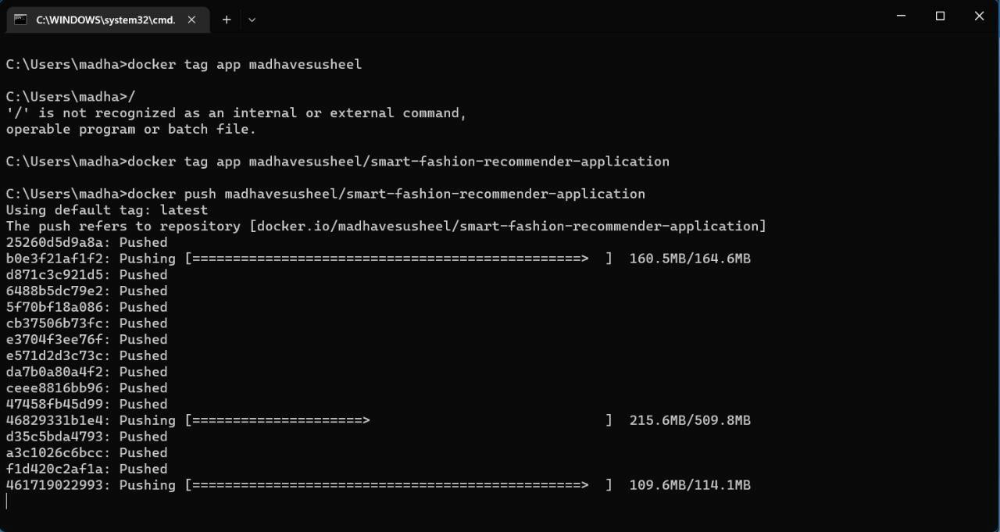 C:\WINDOWS\system32\cmd.
C:\Users\madha>docker tag app madhavesusheel
C:\Users\madha>/
'/' is not recognized as an internal or external command,
operable program or batch file.
C:\Users\madha>docker tag app madhavesusheel/smart-fashion-recommender-application
C:\Users\madha>docker push madhavesusheel/smart-fashion-recommender-application
Using default tag: latest
The push refers to repository [docker.io/madhavesusheel/smart-fashion-recommender-application]
25260d5d9a8a: Pushed
b0e3f21af1f2: Pushing [================================================>  ]  160.5MB/164.6MB
d871c3c921d5: Pushed
6488b5dc79e2: Pushed
5f70bf18a086: Pushed
cb37506b73fc: Pushed
e3704f3ee76f: Pushed
e571d2d3c73c: Pushed
da7b0a80a4f2: Pushed
ceee8816bb96: Pushed
47458fb45d99: Pushed
46829331b1e4: Pushing [=====================>                             ]  215.6MB/509.8MB
d35c5bda4793: Pushed
a3c1026c6bcc: Pushed
f1d420c2af1a: Pushed
461719022993: Pushing [================================================>  ]  109.6MB/114.1MB